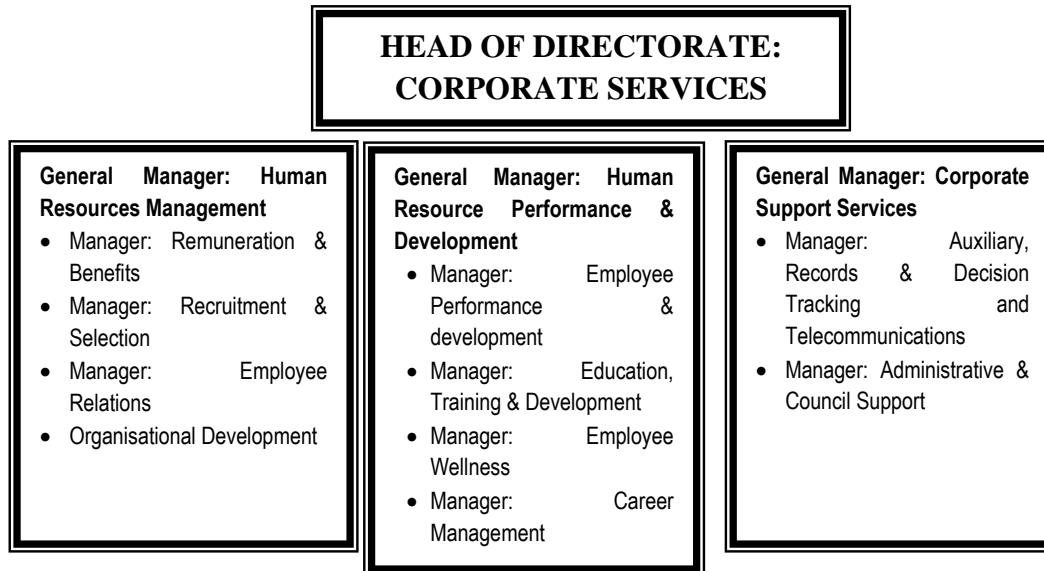 HEAD OF DIRECTORATE:
CORPORATE SERVICES
General Manager: Human
Resources Management
• Manager: Remuneration &
Benefits
• Manager: Recruitment &
Selection
• Manager: Employee
Relations
• Organisational Development
General Manager: Human
Resource Performance &
Development
• Manager: Employee
Performance &
development
• Manager: Education,
Training & Development
• Manager: Employee
Wellness
• Manager: Career
Management
General Manager: Corporate
Support Services
• Manager: Auxiliary,
Records & Decision
Tracking and
Telecommunications
• Manager: Administrative &
Council Support